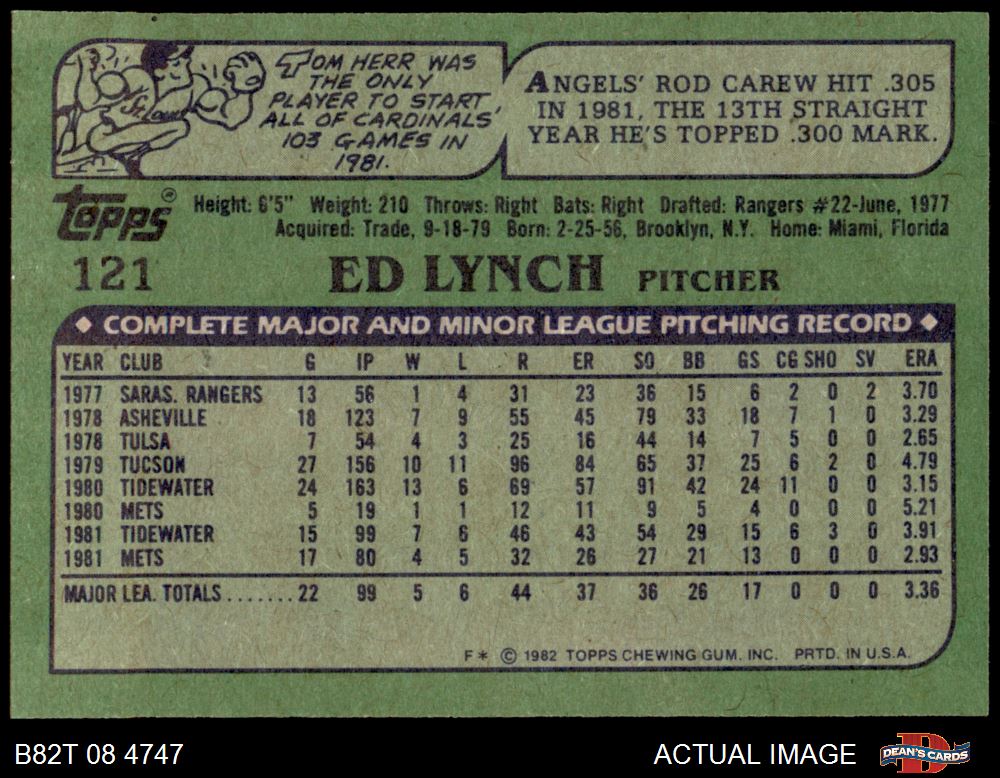 TOM HERR WAS
THE ONLY
PLAYER TO START
ALL OF CARDINALS'
103 GAMES IN
1981.
St. Louis
ANGELS' ROD CAREW HIT .305
IN 1981, THE 13TH STRAIGHT
YEAR HE'S TOPPED .300 MARK.
Topps®
Height: 6'5" Weight: 210 Throws: Right Bats: Right Drafted: Rangers #22-June, 1977
Acquired: Trade, 9-18-79 Born: 2-25-56, Brooklyn, N.Y. Home: Miami, Florida
121 ED LYNCH PITCHER
◆ COMPLETE MAJOR AND MINOR LEAGUE PITCHING RECORD ◆
YEAR CLUB G IP W L R ER SO BB GS CG SHO SV ERA
1977 SARAS. RANGERS 13 56 1 4 31 23 36 15 6 2 0 2 3.70
1978 ASHEVILLE 18 123 7 9 55 45 79 33 18 7 1 0 3.29
1978 TULSA 7 54 4 3 25 16 44 14 7 5 0 0 2.65
1979 TUCSON 27 156 10 11 96 84 65 37 25 6 2 0 4.79
1980 TIDEWATER 24 163 13 6 69 57 91 42 24 11 0 0 3.15
1980 METS 5 19 1 1 12 11 9 5 4 0 0 0 5.21
1981 TIDEWATER 15 99 7 6 46 43 54 29 15 6 3 0 3.91
1981 METS 17 80 4 5 32 26 27 21 13 0 0 0 2.93
MAJOR LEA. TOTALS.......22 99 5 6 44 37 36 26 17 0 0 0 3.36
F* © 1982 TOPPS CHEWING GUM. INC. PRTD. IN U.S.A.
B82T 08 4747 ACTUAL IMAGE
D
DEAN'S CARDS